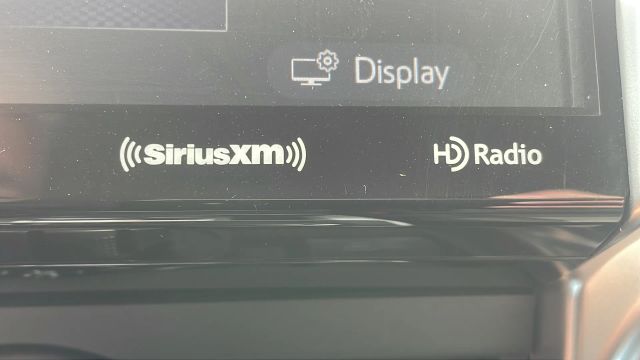 Display
((SiriusXM))
HD Radio